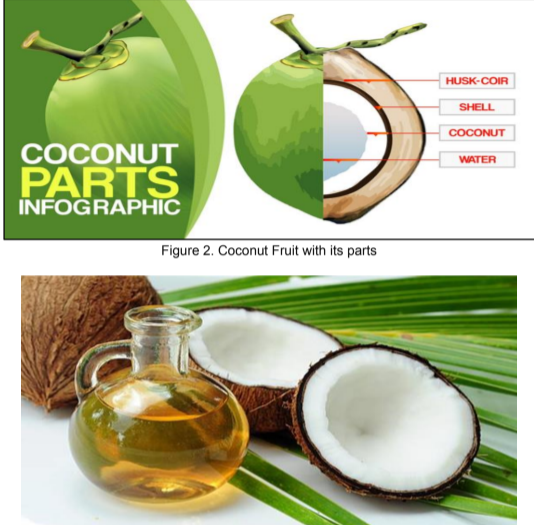 COCONUT
PARTS
INFOGRAPHIC
HUSK-COIR
SHELL
COCONUT
WATER
Figure 2. Coconut Fruit with its parts